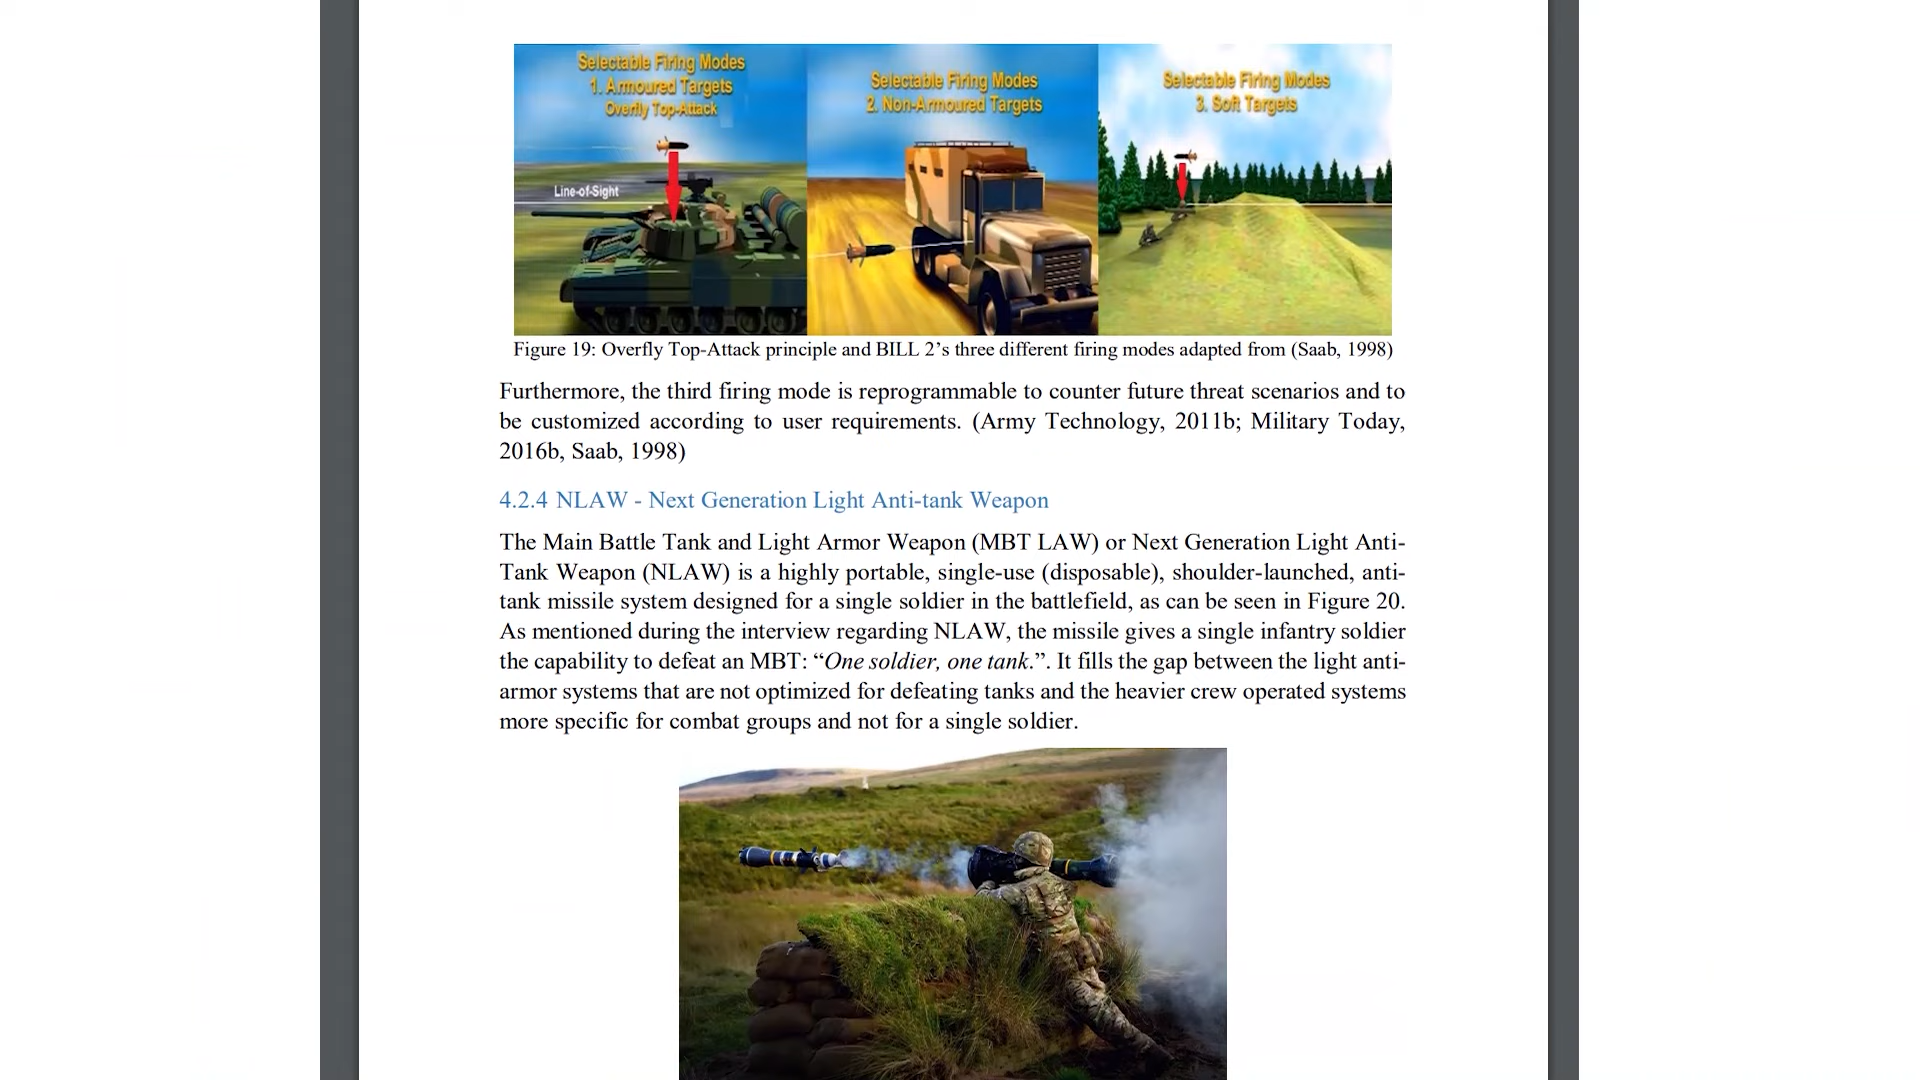 Selectable Firing Modes
1. Armoured Targets
Overfly Top-Attack
Line-of-Sight
Selectable Firing Modes
2. Non-Armoured Targets
Selectable Firing Modes
3. Soft Targets
Figure 19: Overfly Top-Attack principle and BILL 2’s three different firing modes adapted from (Saab, 1998)
Furthermore, the third firing mode is reprogrammable to counter future threat scenarios and to
be customized according to user requirements. (Army Technology, 2011b; Military Today,
2016b, Saab, 1998)
4.2.4 NLAW - Next Generation Light Anti-tank Weapon
The Main Battle Tank and Light Armor Weapon (MBT LAW) or Next Generation Light Anti-
Tank Weapon (NLAW) is a highly portable, single-use (disposable), shoulder-launched, anti-
tank missile system designed for a single soldier in the battlefield, as can be seen in Figure 20.
As mentioned during the interview regarding NLAW, the missile gives a single infantry soldier
the capability to defeat an MBT: “One soldier, one tank.”. It fills the gap between the light anti-
armor systems that are not optimized for defeating tanks and the heavier crew operated systems
more specific for combat groups and not for a single soldier.